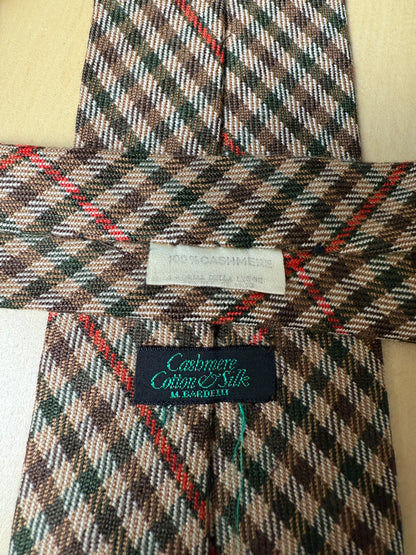 100% CASHMERE
Cashmere
Cotton & Silk
M. BARDELLI